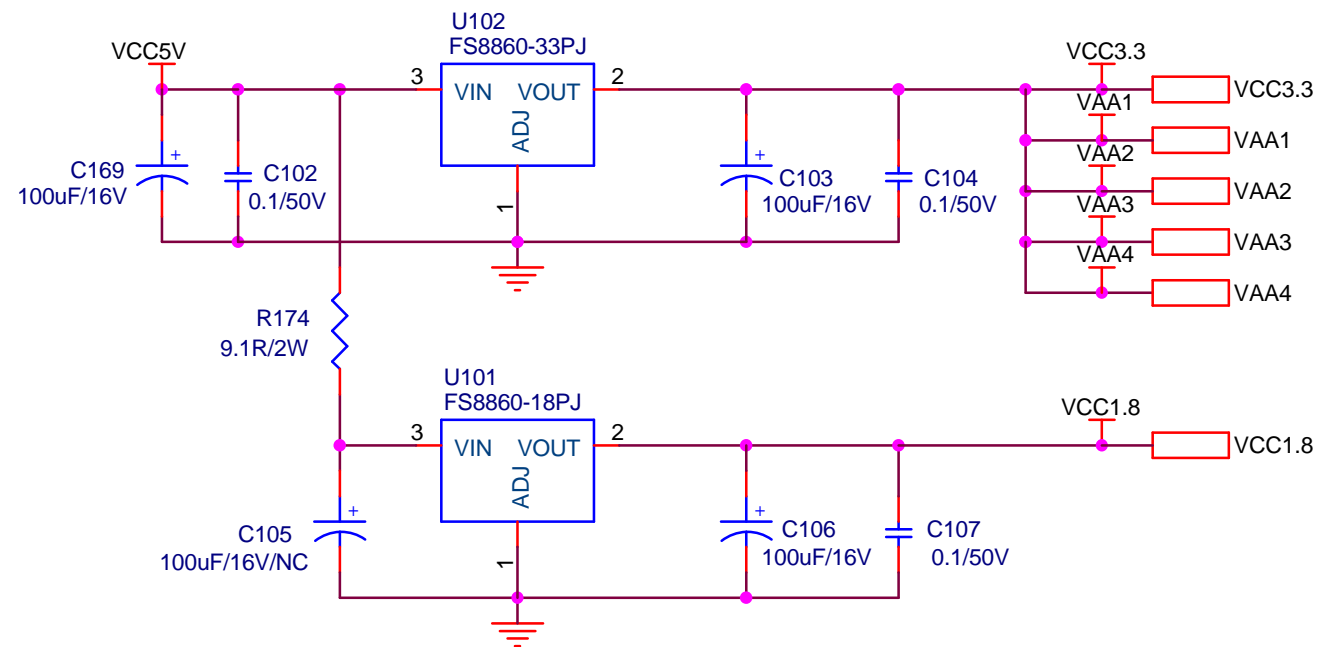 U102
FS8860-33PJ
VCC5V
VCC3.3
3
VIN
VOUT
2
ADJ
1
VCC3.3
VAA1
VAA1
VAA2
VAA2
VAA3
VAA3
VAA4
VAA4
C169
100uF/16V
+
C102
0.1/50V
+
C103
100uF/16V
C104
0.1/50V
R174
9.1R/2W
U101
FS8860-18PJ
3
VIN
VOUT
2
ADJ
1
VCC1.8
VCC1.8
C105
100uF/16V/NC
+
+
C106
100uF/16V
C107
0.1/50V